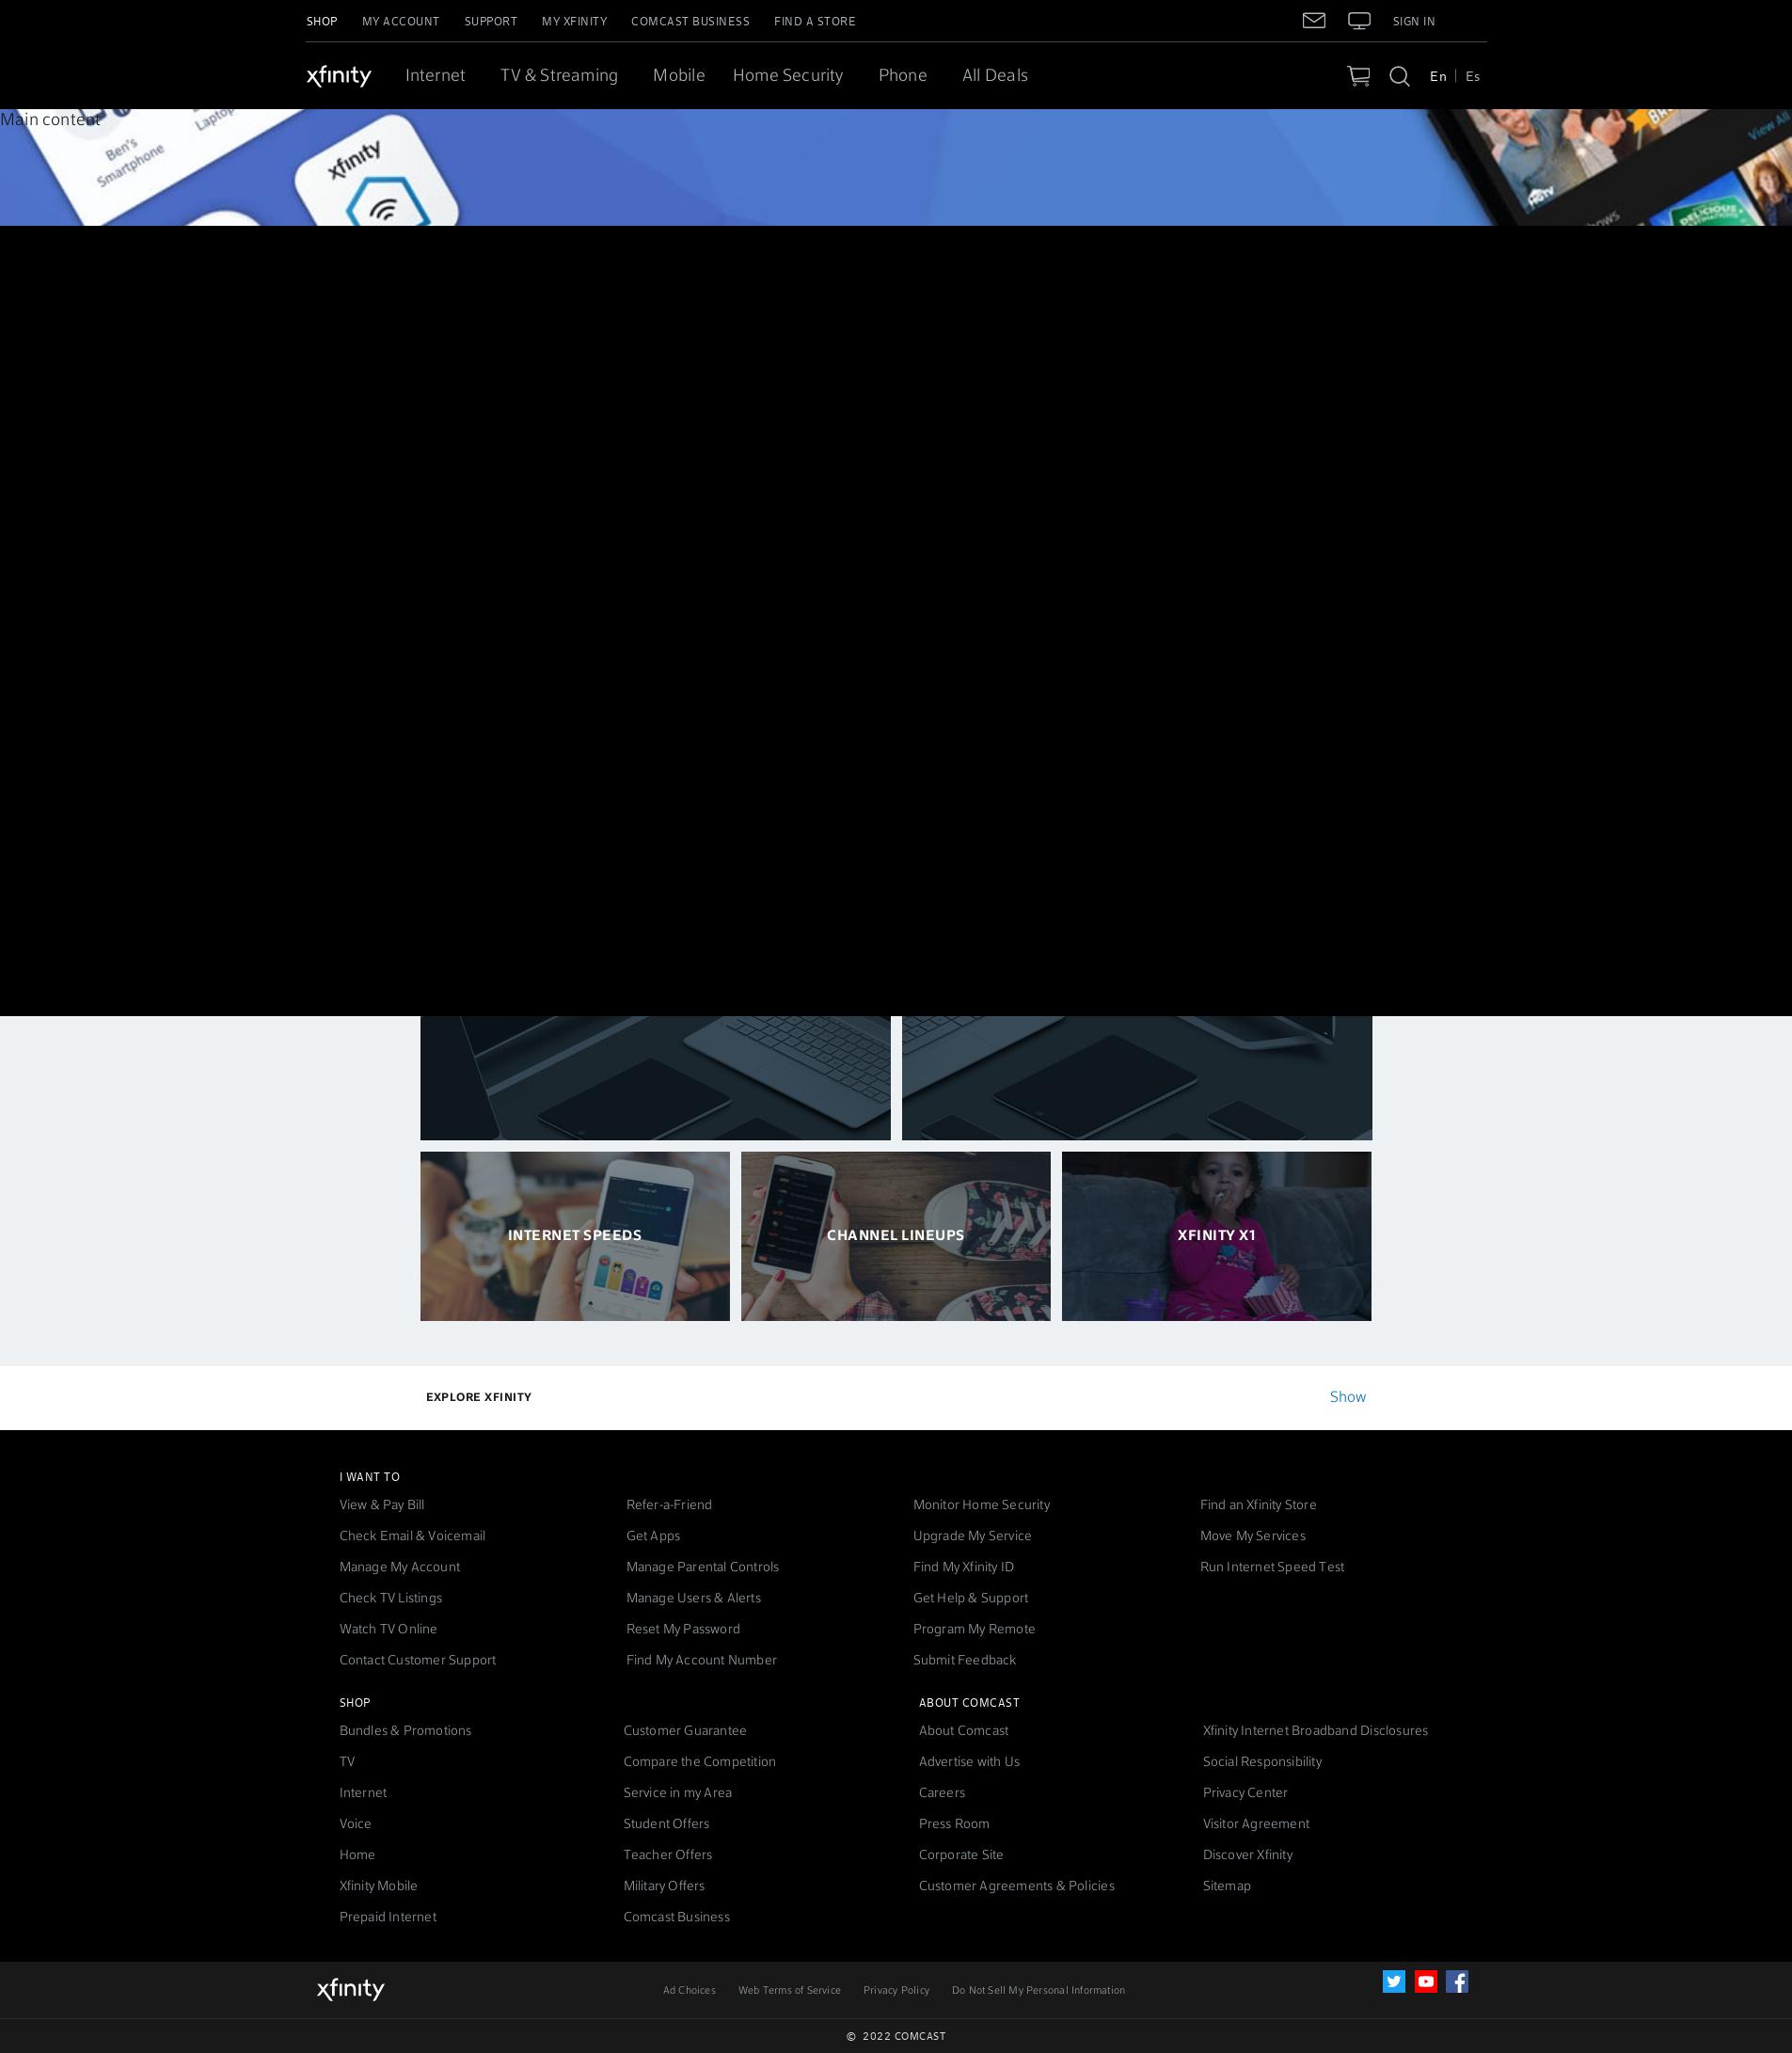 SHOP MY ACCOUNT SUPPORT MY XFINITY COMCAST BUSINESS FIND A STORE SIGN IN
xfinity Internet TV & Streaming Mobile Home Security Phone All Deals En Es
Main content
Laptop
Ben's
Smartphone
xfinity
View All
HGTV
DELICIOUS
DESTINATIONS
INTERNET SPEEDS CHANNEL LINEUPS XFINITY X1
EXPLORE XFINITY Show
I WANT TO
View & Pay Bill Refer-a-Friend Monitor Home Security Find an Xfinity Store
Check Email & Voicemail Get Apps Upgrade My Service Move My Services
Manage My Account Manage Parental Controls Find My Xfinity ID Run Internet Speed Test
Check TV Listings Manage Users & Alerts Get Help & Support
Watch TV Online Reset My Password Program My Remote
Contact Customer Support Find My Account Number Submit Feedback
SHOP ABOUT COMCAST
Bundles & Promotions Customer Guarantee About Comcast Xfinity Internet Broadband Disclosures
TV Compare the Competition Advertise with Us Social Responsibility
Internet Service in my Area Careers Privacy Center
Voice Student Offers Press Room Visitor Agreement
Home Teacher Offers Corporate Site Discover Xfinity
Xfinity Mobile Military Offers Customer Agreements & Policies Sitemap
Prepaid Internet Comcast Business
xfinity Ad Choices Web Terms of Service Privacy Policy Do Not Sell My Personal Information
© 2022 COMCAST